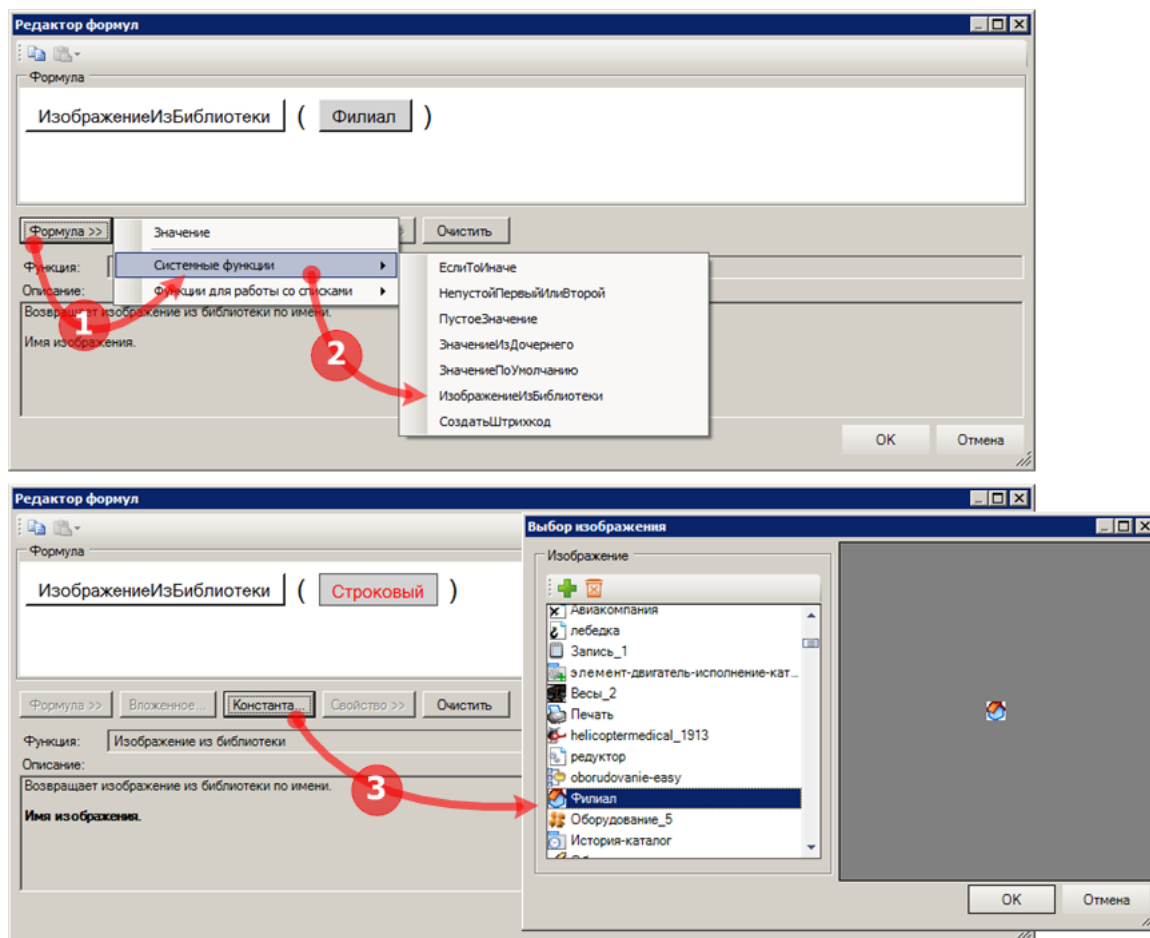 Редактор формул
Формула
ИзображениеИзБиблиотеки ( Филиал )
Формула >> Значение Очистить
Функция: Системные функции ЕслиТоИначе
Описание: Функции для работы со списками НепустойПервыйИлиВторой
Возвращает изображение из библиотеки по имени. ПустоеЗначение
1
Имя изображения. 2 ЗначениеИзДочернего
ЗначениеПоУмолчанию
ИзображениеИзБиблиотеки
СоздатьШтрихкод
OK Отмена
Редактор формул
Формула
ИзображениеИзБиблиотеки ( Строковый )
Формула >> Вложенное... Константа... Свойство >> Очистить
Функция: Изображение из библиотеки
Описание:
Возвращает изображение из библиотеки по имени.
3
Имя изображения.
Выбор изображения
Изображение
Авиакомпания
лебедка
Запись_1
элемент-двигатель-исполнение-кат...
Весы_2
Печать
helicoptermedical_1913
редуктор
oborudovanie-easy
Филиал
Оборудование_5
История-каталог
OK Отмена